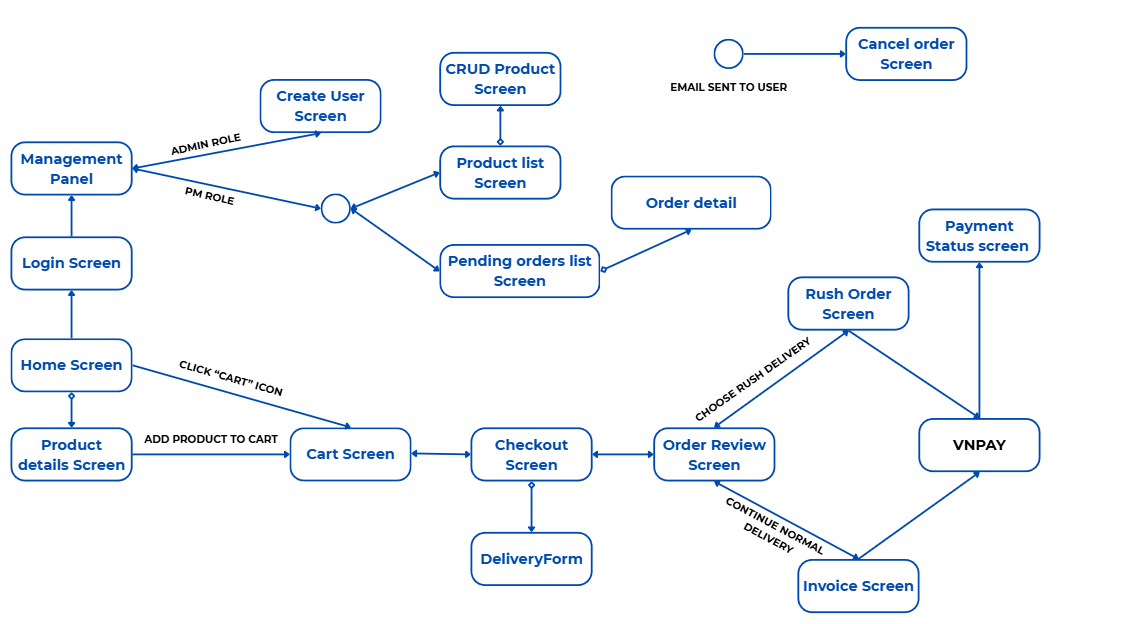 Cancel order
Screen
EMAIL SENT TO USER
CRUD Product
Screen
Create User
Screen
ADMIN ROLE
Management
Panel
PM ROLE
Product list
Screen
Order detail
Pending orders list
Screen
Login Screen
Payment
Status screen
Rush Order
Screen
Home Screen
CLICK “CART” ICON
CHOOSE RUSH DELIVERY
Product
details Screen
ADD PRODUCT TO CART
Cart Screen
Checkout
Screen
Order Review
Screen
VNPAY
CONTINUE NORMAL
DELIVERY
DeliveryForm
Invoice Screen